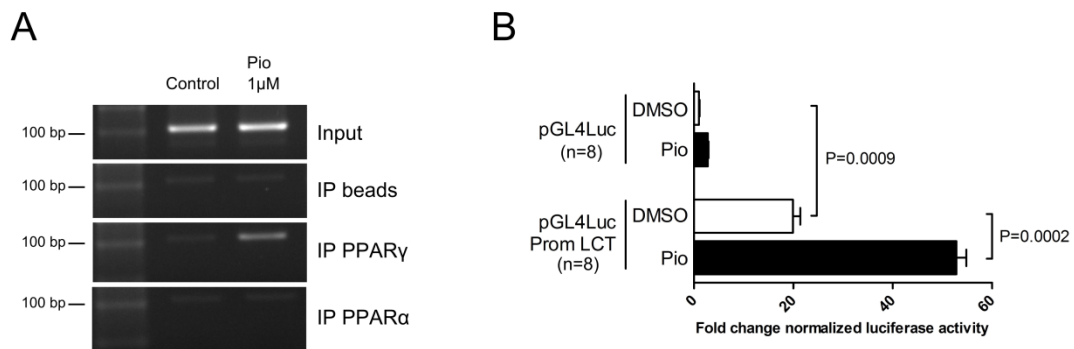 A
Control
Pio
1µM
100 bp
Input
100 bp
IP beads
100 bp
IP PPARγ
100 bp
IP PPARα
B
pGL4Luc
(n=8)
DMSO
Pio
P=0.0009
pGL4Luc
Prom LCT
(n=8)
DMSO
Pio
P=0.0002
0
20
40
60
Fold change normalized luciferase activity